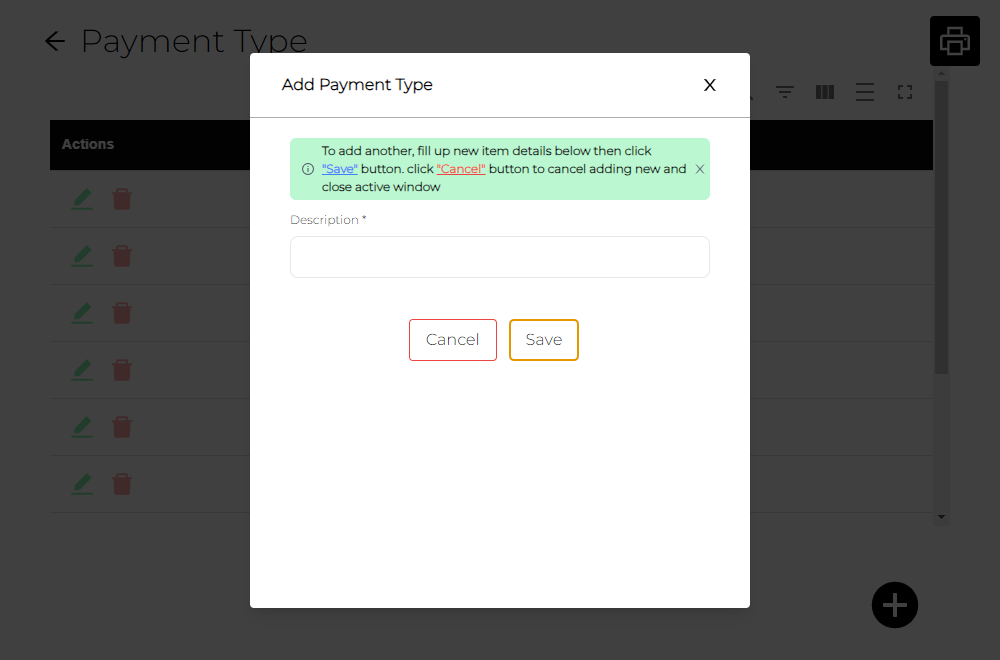 Payment Type
Add Payment Type
X
To add another, fill up new item details below then click
"Save" button. click "Cancel" button to cancel adding new and
close active window
Description *
Cancel
Save
Actions